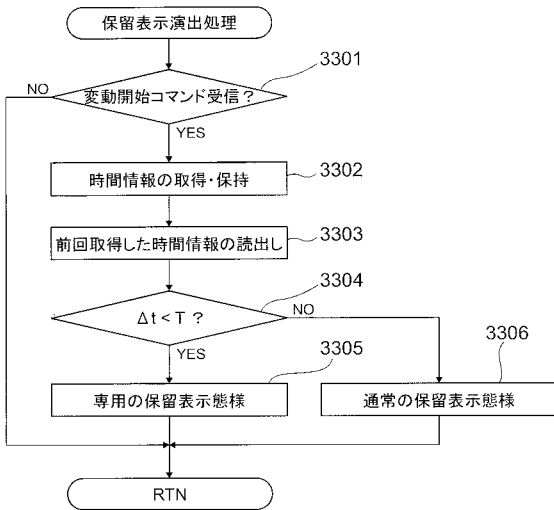 保留表示演出処理
3301
NO
変動開始コマンド受信？
YES
3302
時間情報の取得・保持
3303
前回取得した時間情報の読出し
3304
Δt＜T ？
NO
YES
3305
3306
専用の保留表示態様
通常の保留表示態様
RTN